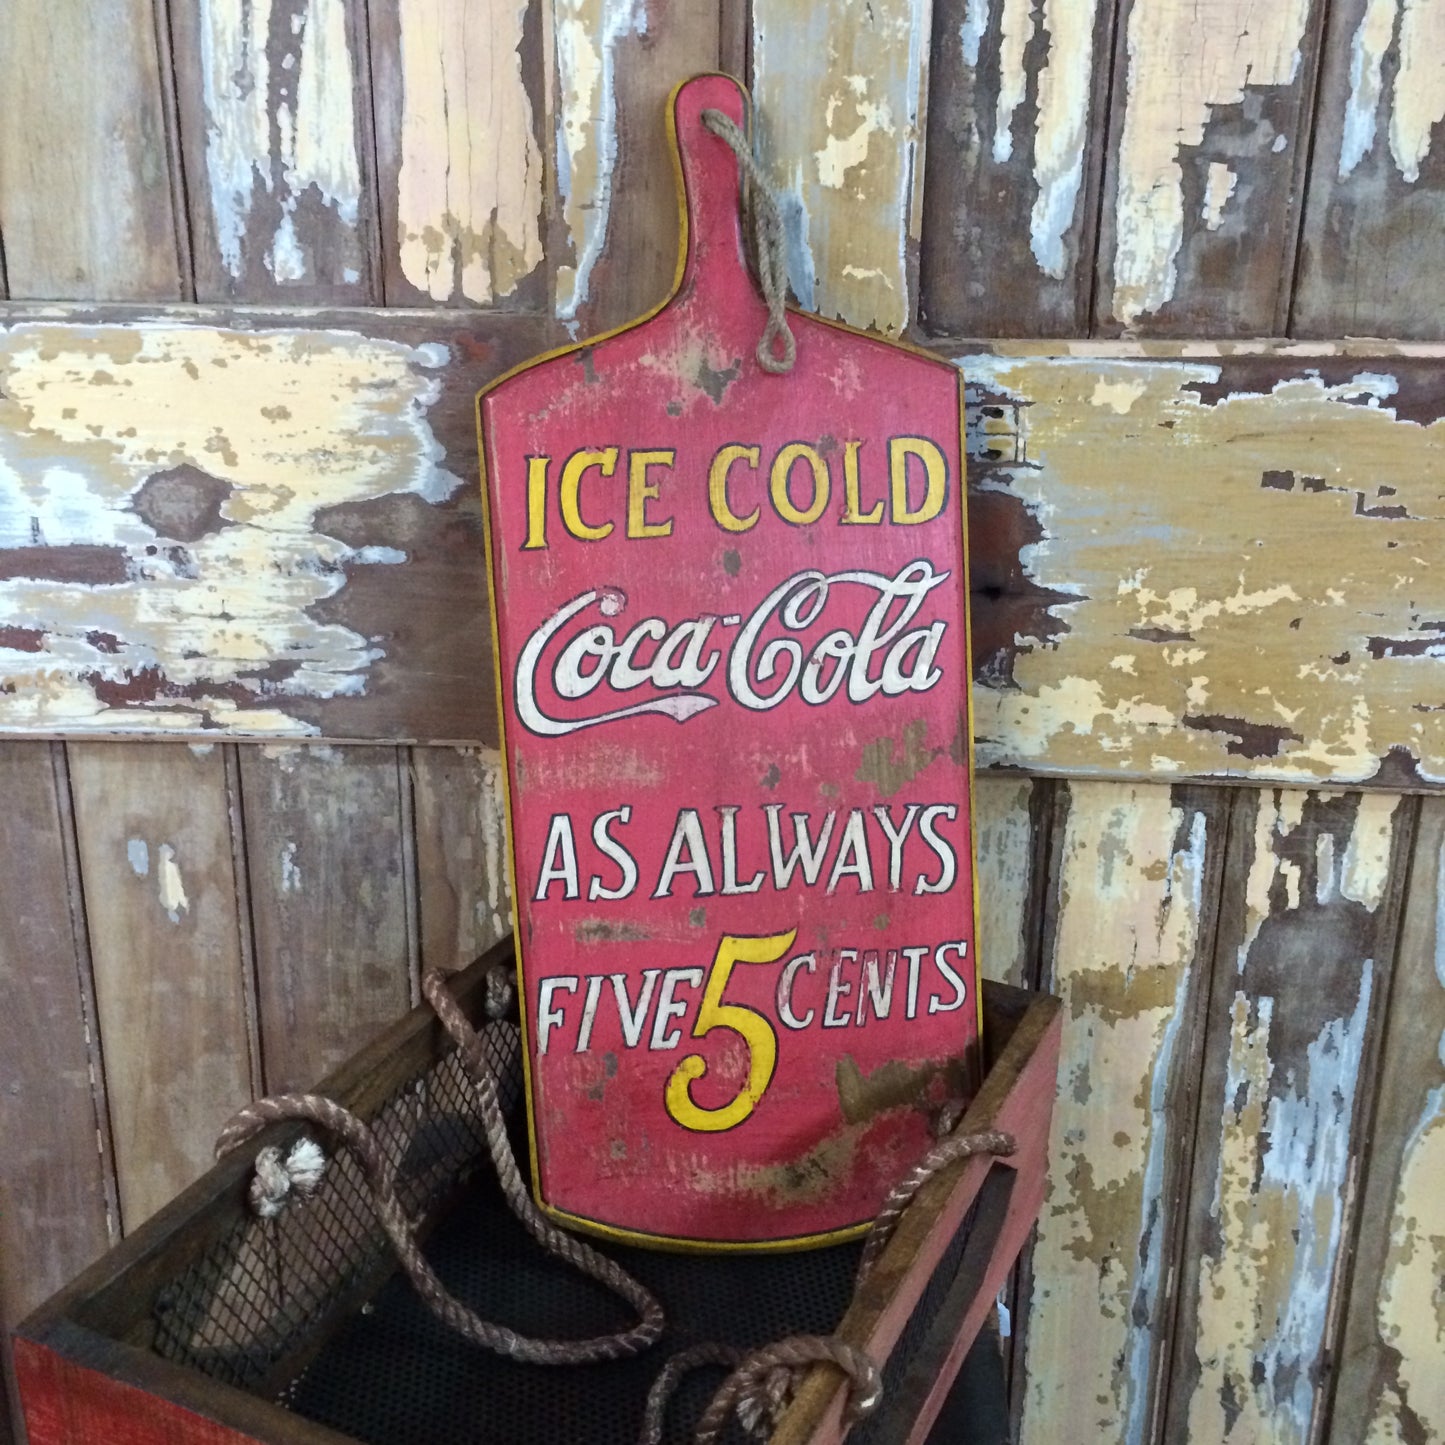 ICE COLD
Coca-Cola
AS ALWAYS
FIVE 5 CENTS